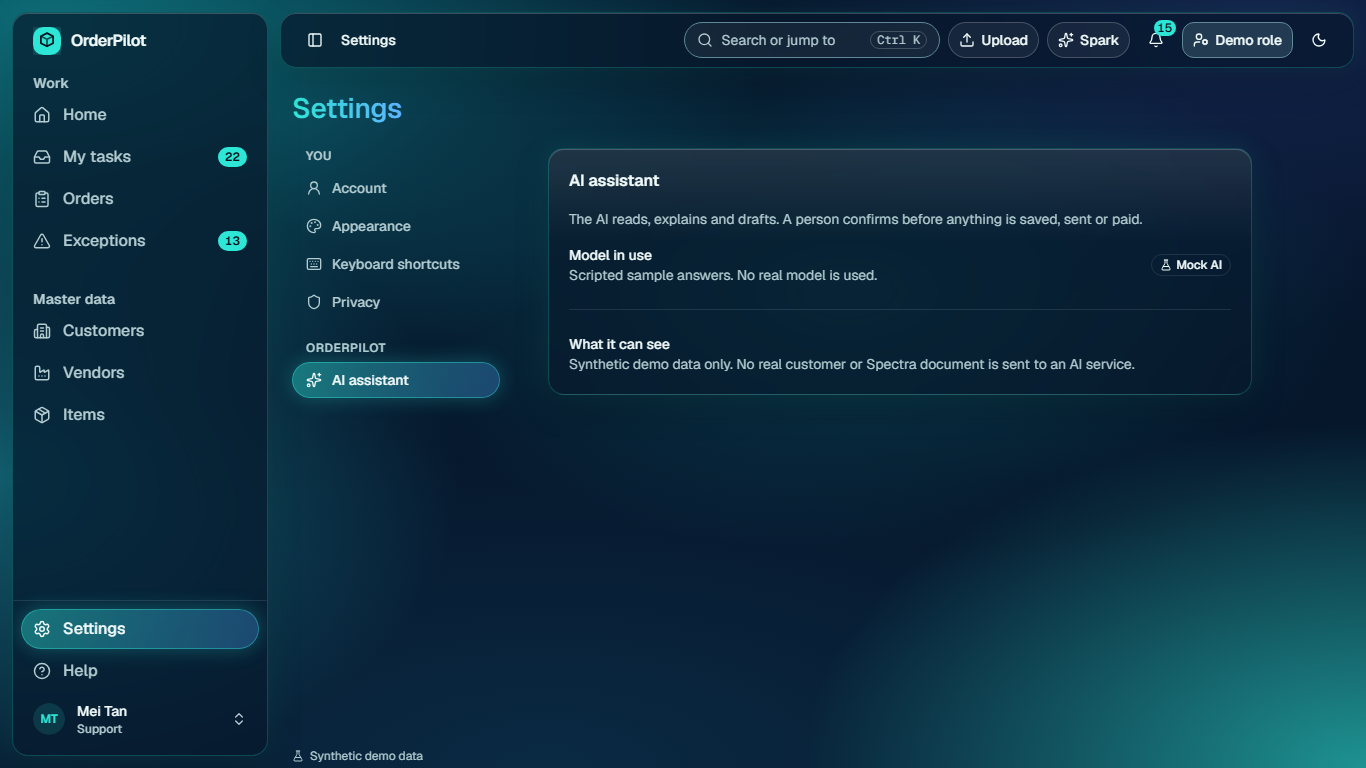 OrderPilot
Work
Home
My tasks 22
Orders
Exceptions 13
Master data
Customers
Vendors
Items
Settings
Help
MT
Mei Tan
Support
Settings
Search or jump to Ctrl K
Upload
Spark
15
Demo role
Settings
YOU
Account
Appearance
Keyboard shortcuts
Privacy
ORDERPILOT
AI assistant
AI assistant
The AI reads, explains and drafts. A person confirms before anything is saved, sent or paid.
Model in use
Scripted sample answers. No real model is used.
Mock AI
What it can see
Synthetic demo data only. No real customer or Spectra document is sent to an AI service.
Synthetic demo data